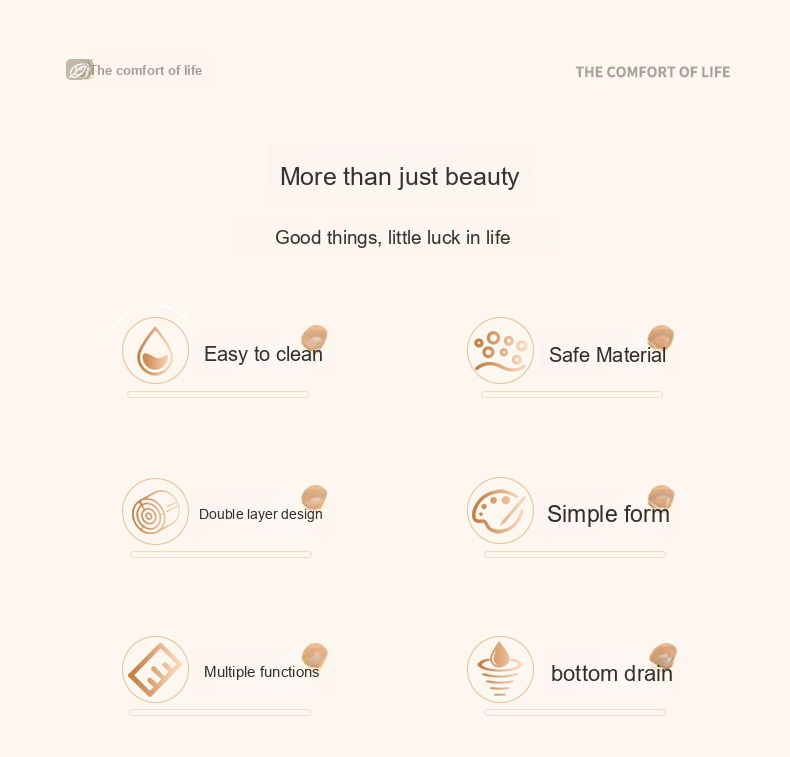 The comfort of life
THE COMFORT OF LIFE
More than just beauty
Good things, little luck in life
Easy to clean
Safe Material
Double layer design
Simple form
Multiple functions
bottom drain